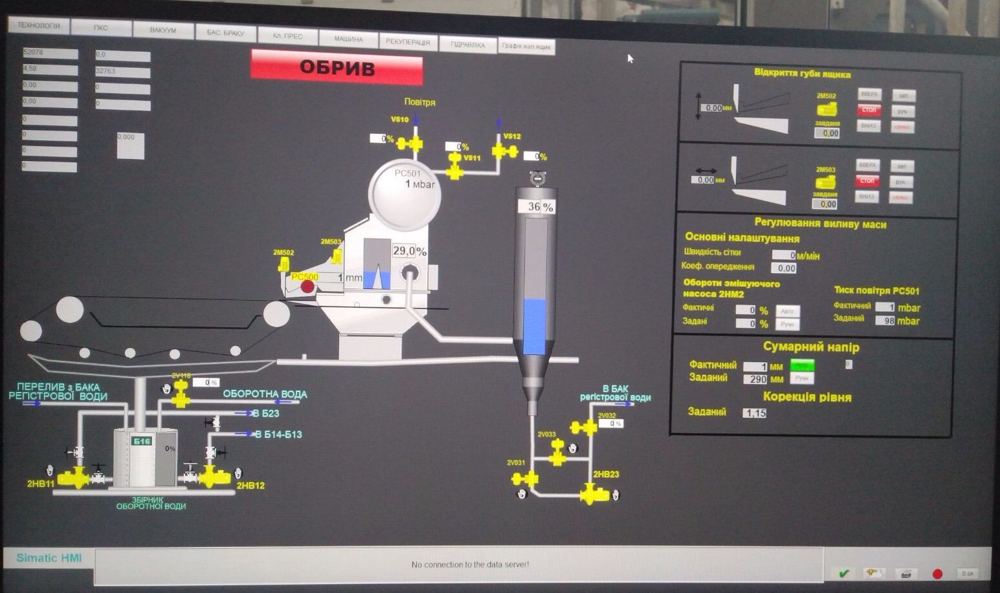 ТЕХНОЛОГІЯ
ПКС
ВАКУУМ
БАС. БРАКУ
Кл. ПРЕС
МАШИНА
РЕКУПЕРАЦІЯ
ГІДРАВЛІКА
Графік нап ящик
52078
0,0
4,58
32763
0,00
0
0,00
0
0
0
0,000
0
0
ОБРИВ
Повітря
V510
0%
0%
V511
V512
0%
PC501
1 мbar
36 %
2M503
2M502
29,0%
PC500
1 mm
ПЕРЕЛИВ з БАКА
РЕГІСТРОВОЇ ВОДИ
2V116
0 %
ОБОРОТНА ВОДА
В Б23
В Б14-Б13
Б16
0%
2НВ11
2НВ12
ЗБІРНИК
ОБОРОТНОЇ ВОДИ
В БАК
регістрової води
2V032
0 %
2V033
2V031
2НВ23
Відкриття губи ящика
0,00 мм
2M502
завданя
0,00
ВВЕРХ
СТОП
ВНИЗ
авт.
руч.
0,00 мм
2M503
завданя
0,00
ВВЕРХ
СТОП
ВНИЗ
авт.
руч.
Регулювання виливу маси
Основні налаштування
Швидкість сітки 0 м/мін
Коеф. опередження 0.00
Обороти змішуючого
насоса 2НМ2
Фактичні 0 % Авто
Задані 0 % Ручн
Тиск повітря PC501
Фактичний 1 mbar
Заданий 98 mbar
Сумарний напір
Фактичний 1 мм
0
Заданий 290 мм Ручн
Корекція рівня
Заданий 1,15
Simatic HMI
No connection to the data server!
S ok